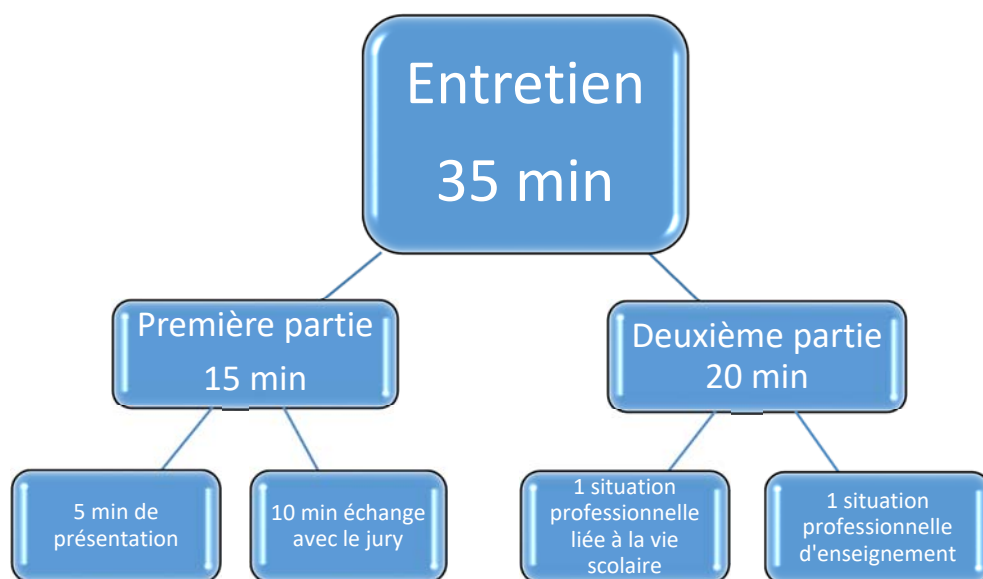 Entretien
35 min
Première partie
15 min
Deuxième partie
20 min
5 min de
présentation
10 min échange
avec le jury
1 situation
professionnelle
liée à la vie
scolaire
1 situation
professionnelle
d'enseignement